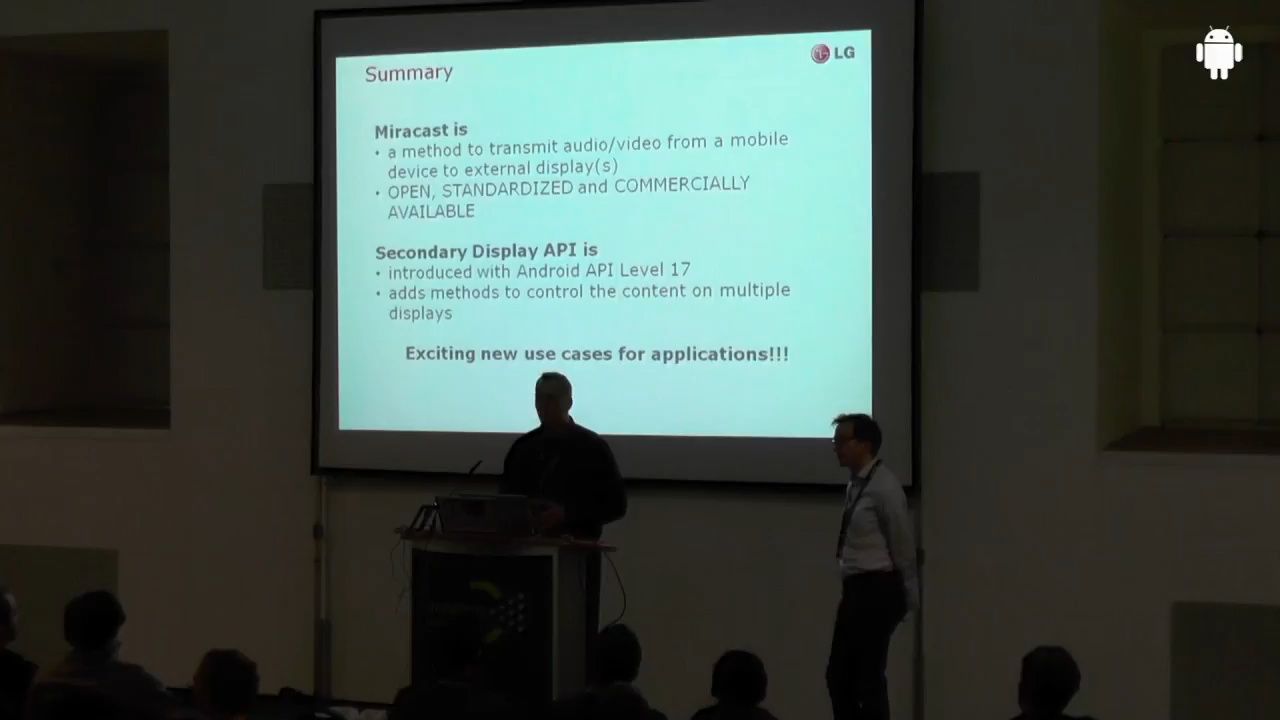 Summary
LG
Miracast is
• a method to transmit audio/video from a mobile
device to external display(s)
• OPEN, STANDARDIZED and COMMERCIALLY
AVAILABLE
Secondary Display API is
• introduced with Android API Level 17
• adds methods to control the content on multiple
displays
Exciting new use cases for applications!!!